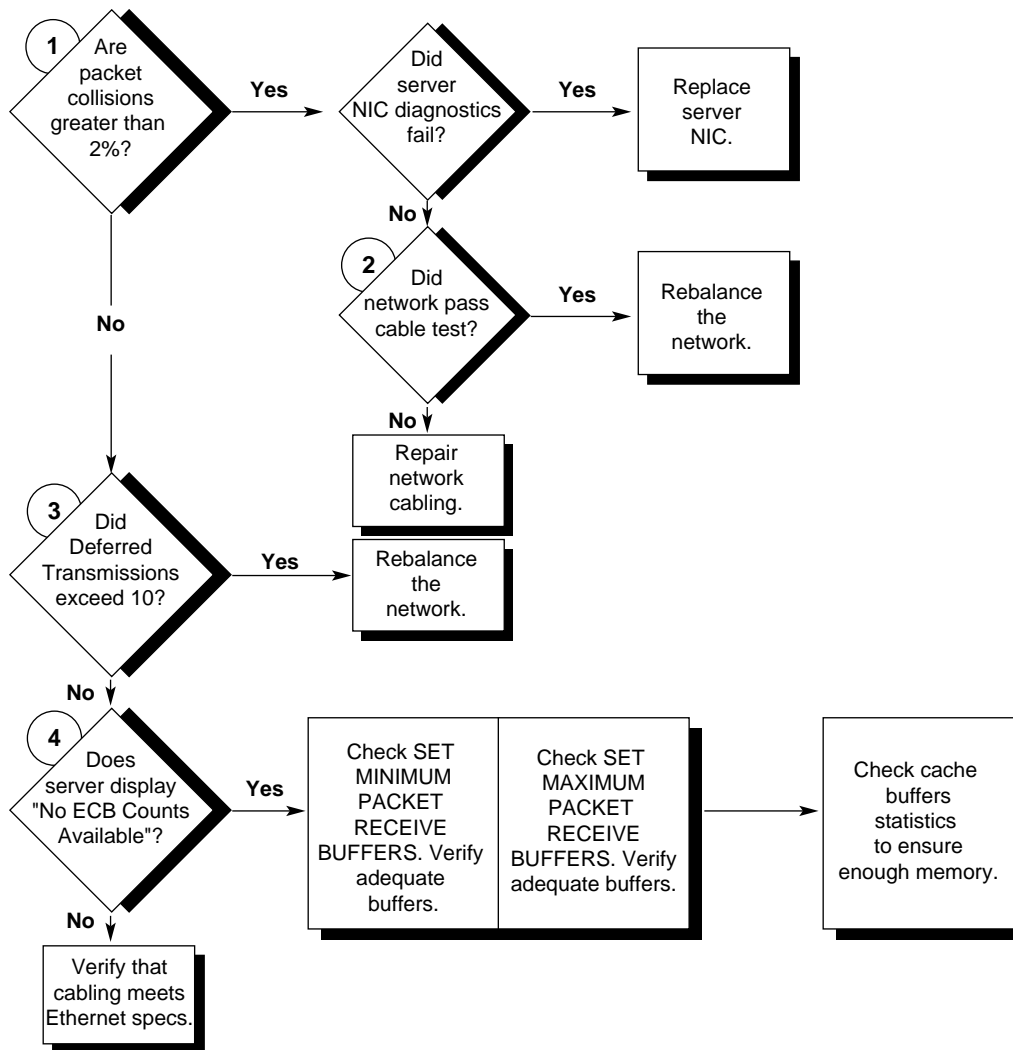 1
Are
packet
collisions
greater than
2%?
Yes
Did
server
NIC diagnostics
fail?
Yes
Replace
server
NIC.
No
2
Did
network pass
cable test?
Yes
Rebalance
the
network.
No
Repair
network
cabling.
No
3
Did
Deferred
Transmissions
exceed 10?
Yes
Rebalance
the
network.
No
4
Does
server display
"No ECB Counts
Available"?
Yes
Check SET
MINIMUM
PACKET
RECEIVE
BUFFERS. Verify
adequate
buffers.
Check SET
MAXIMUM
PACKET
RECEIVE
BUFFERS. Verify
adequate buffers.
Check cache
buffers
statistics
to ensure
enough memory.
No
Verify that
cabling meets
Ethernet specs.